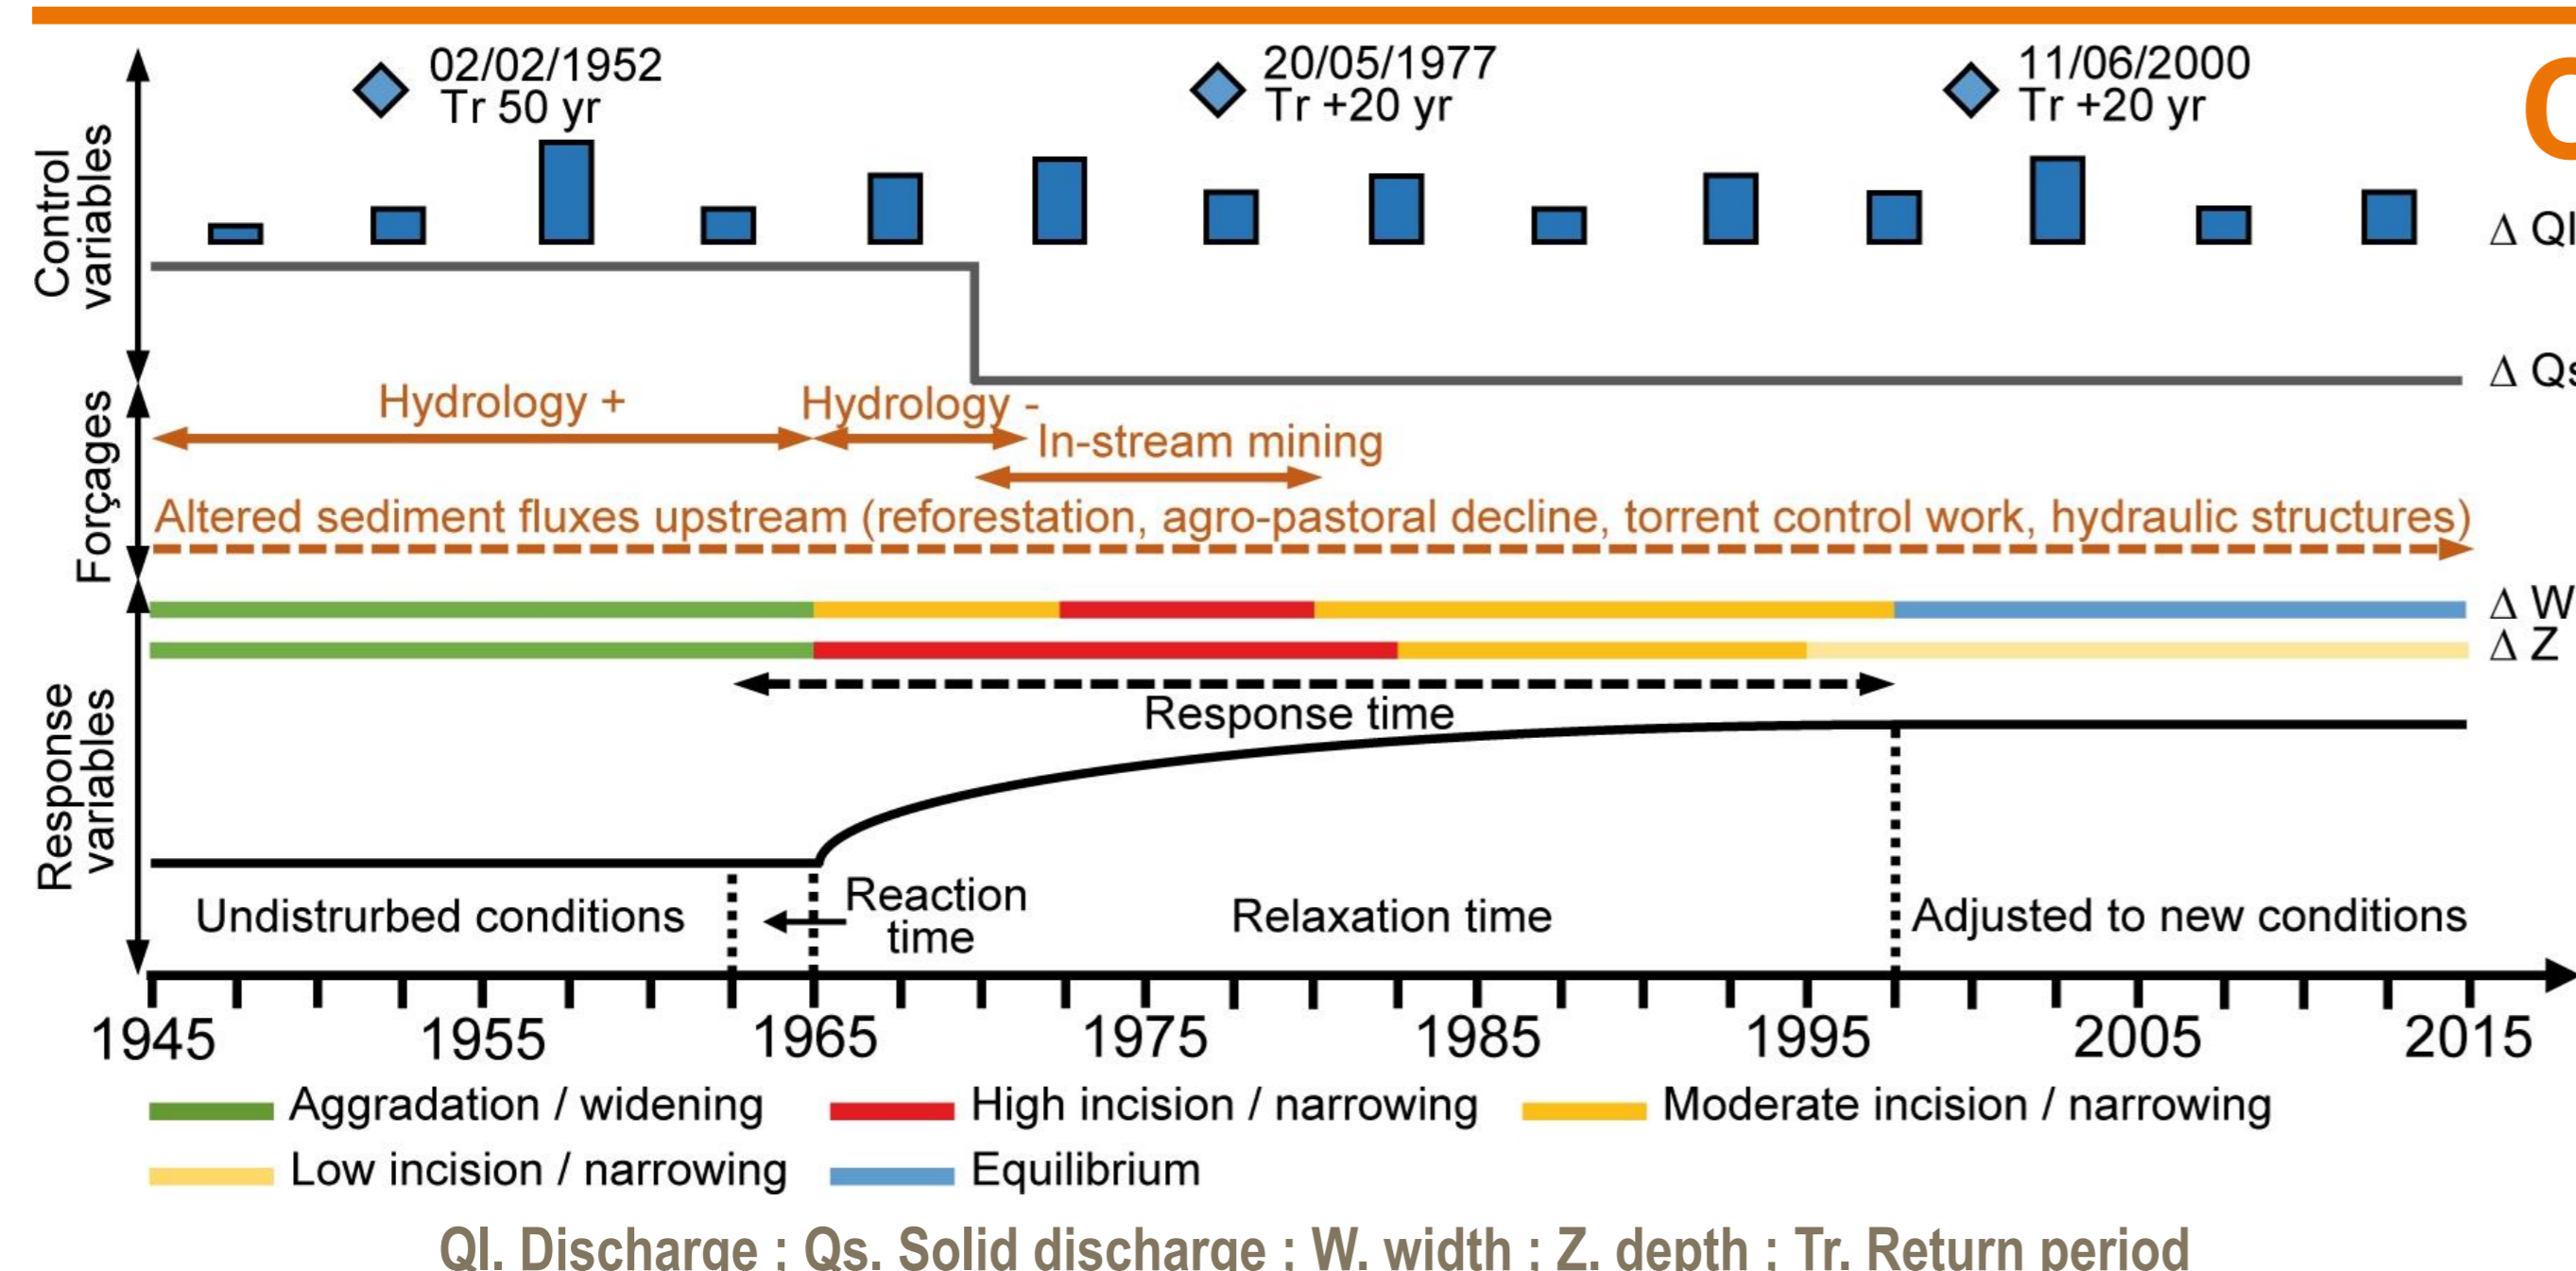 02/02/1952
Tr 50 yr
20/05/1977
Tr +20 yr
11/06/2000
Tr +20 yr
Control
variables
Δ Ql
Δ Qs
Forçages
Hydrology +
Hydrology -
In-stream mining
Altered sediment fluxes upstream (reforestation, agro-pastoral decline, torrent control work, hydraulic structures)
Δ W
Δ Z
Response time
Response
variables
Undistrurbed conditions
Reaction
time
Relaxation time
Adjusted to new conditions
1945 1955 1965 1975 1985 1995 2005 2015
Aggradation / widening High incision / narrowing Moderate incision / narrowing
Low incision / narrowing Equilibrium
Ql. Discharge ; Qs. Solid discharge ; W. width ; Z. depth ; Tr. Return period